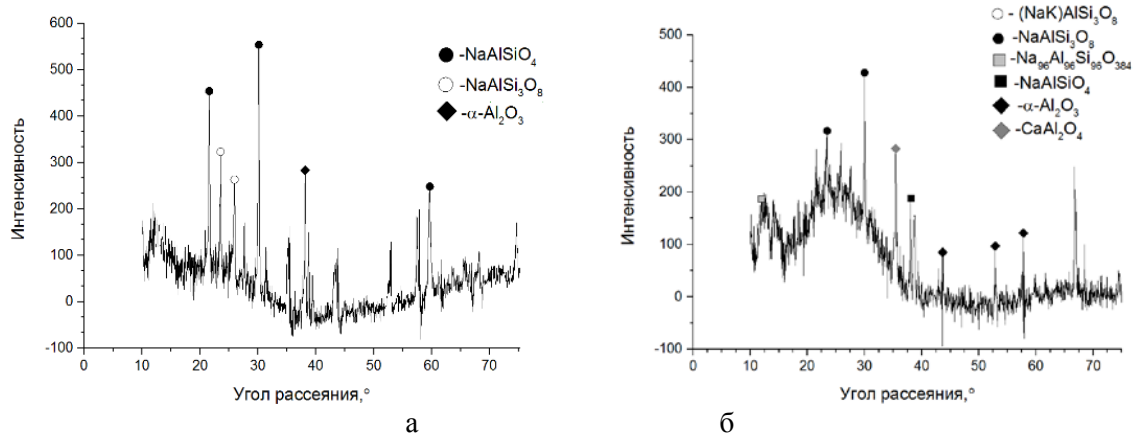 600
500
400
300
200
100
0
-100
Интенсивность
0 10 20 30 40 50 60 70
Угол рассеяния,°
-NaAlSiO₄
-NaAlSi₃O₈
-α-Al₂O₃
а
500
400
300
200
100
0
-100
Интенсивность
0 10 20 30 40 50 60 70
Угол рассеяния,°
- (NaK)AlSi₃O₈
-NaAlSi₃O₈
-Na₉₆Al₉₆Si₉₆O₃₈₄
-NaAlSiO₄
-α-Al₂O₃
-CaAl₂O₄
б